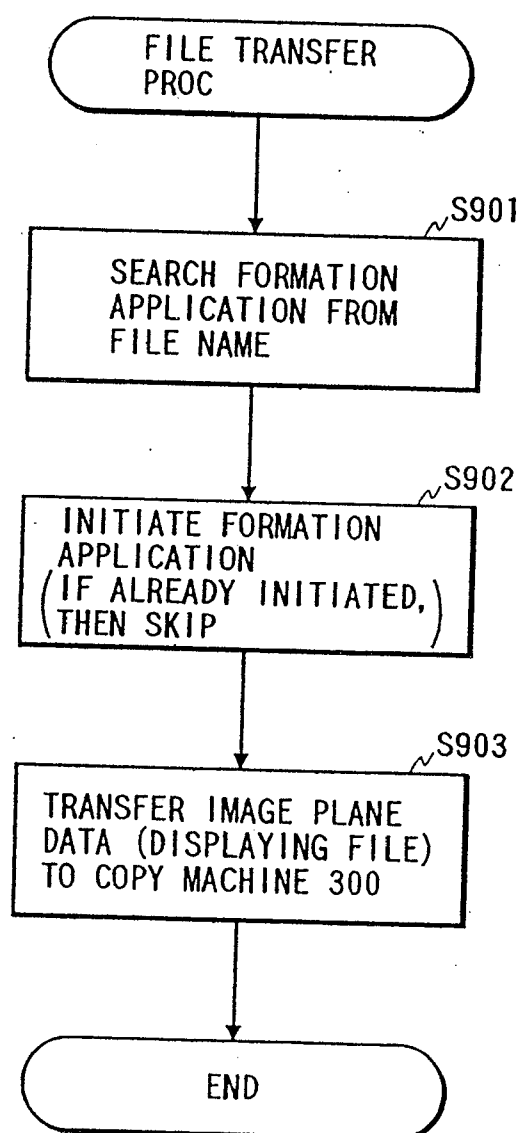 FILE TRANSFER
PROC
S901
SEARCH FORMATION
APPLICATION FROM
FILE NAME
S902
INITIATE FORMATION
APPLICATION
(IF ALREADY INITIATED,
THEN SKIP)
S903
TRANSFER IMAGE PLANE
DATA (DISPLAYING FILE)
TO COPY MACHINE 300
END